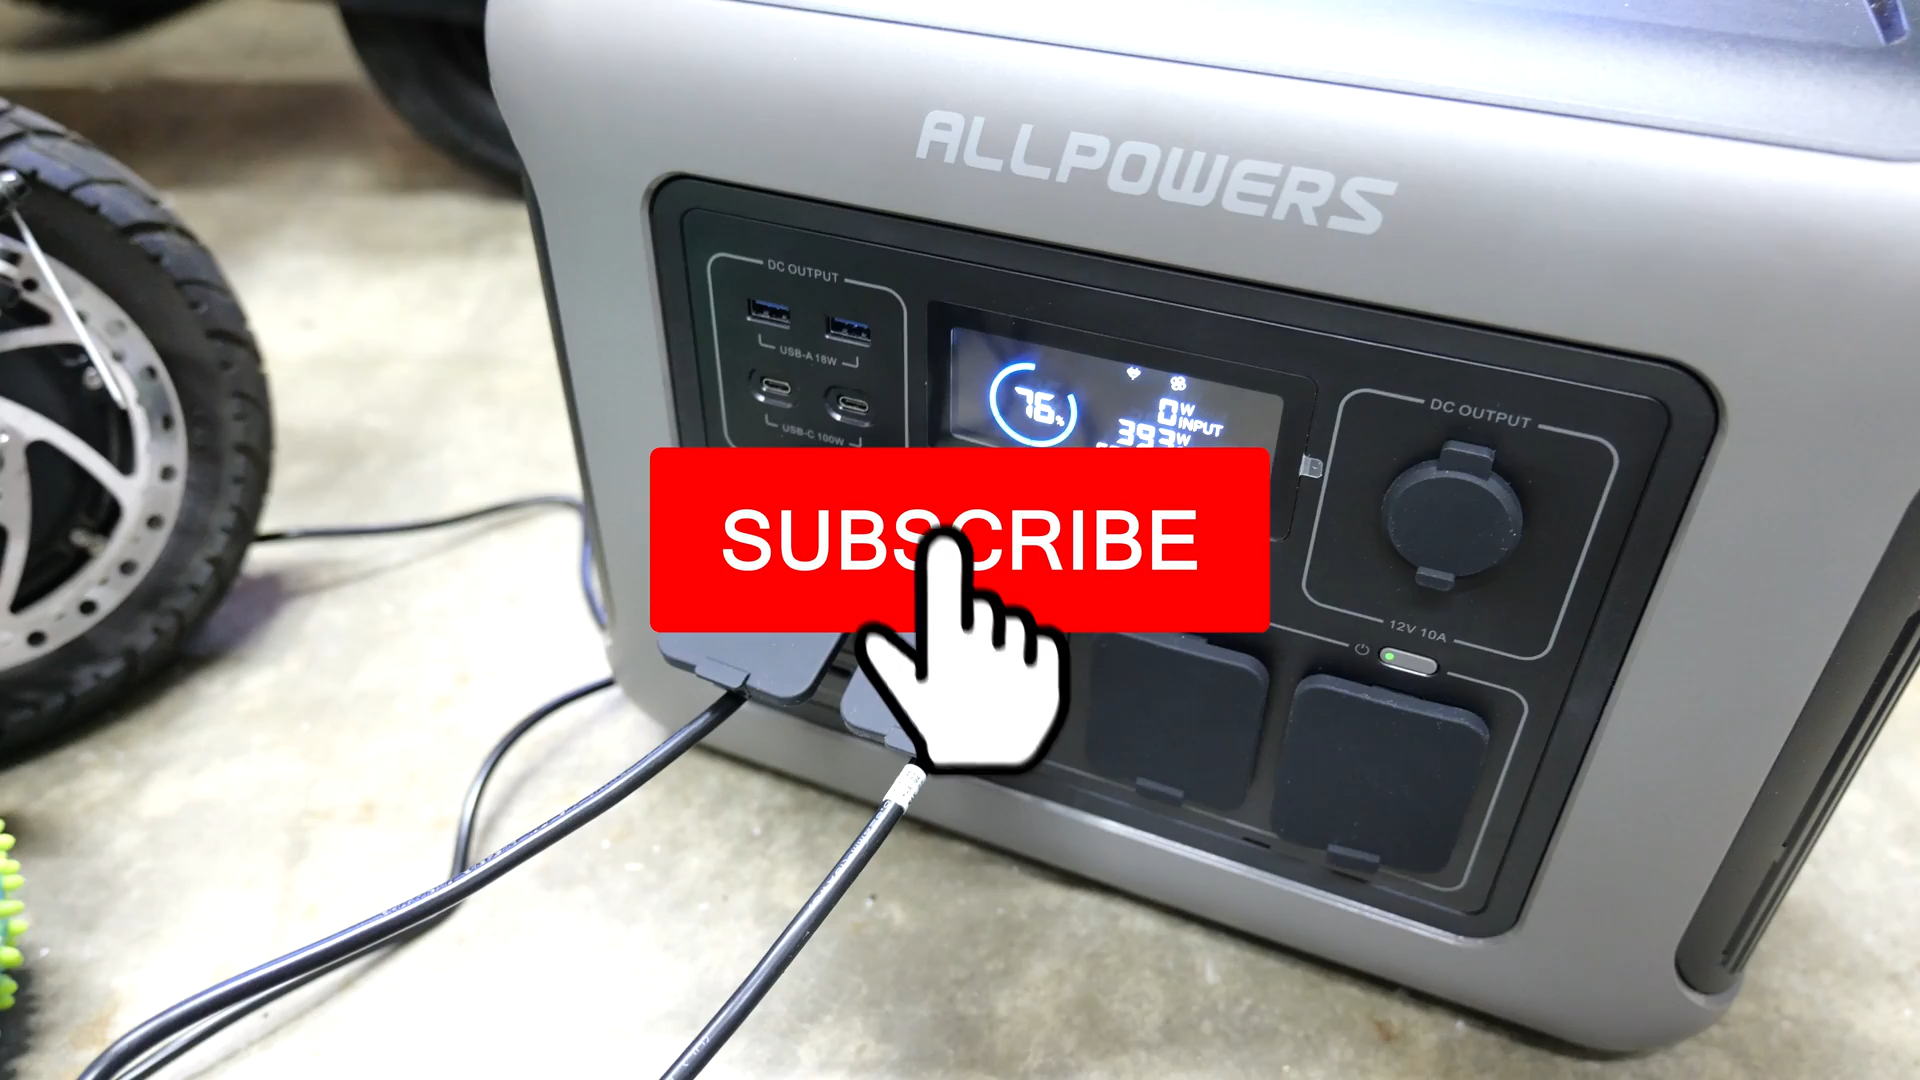 ALLPOWERS
DC OUTPUT
USB-A 18W
USB-C 100W
76%
0W
INPUT
393W
DC OUTPUT
12V 10A
SUBSCRIBE